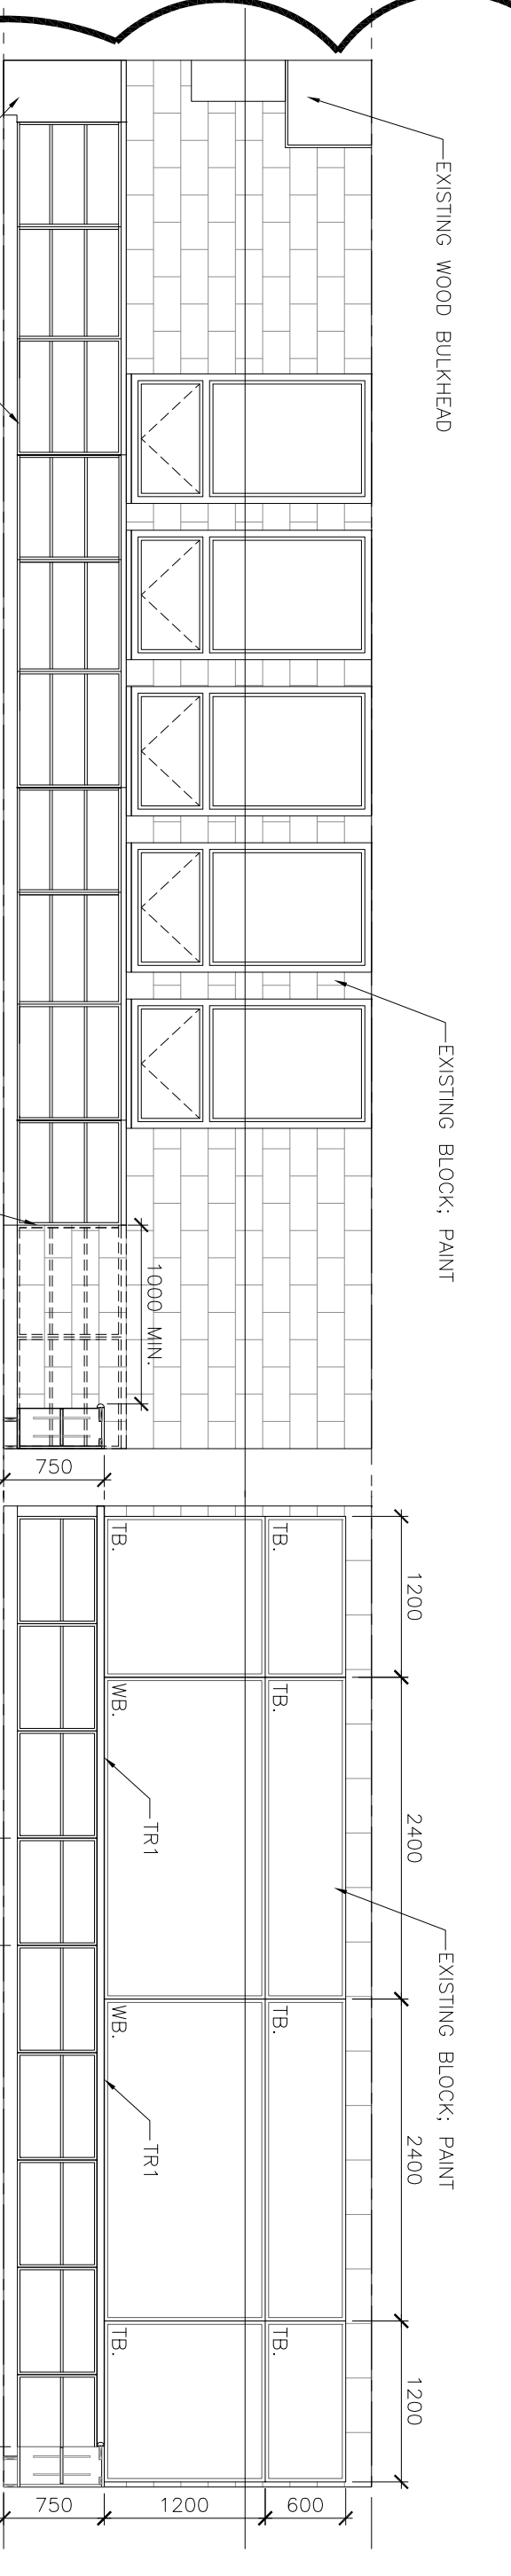 EXISTING WOOD BULKHEAD
EXISTING BLOCK; PAINT
1000 MIN.
750
TB.
TB.
1200
WB.
TB.
TR1
2400
EXISTING BLOCK; PAINT
WB.
TB.
TR1
2400
TB.
TB.
1200
750
1200
600